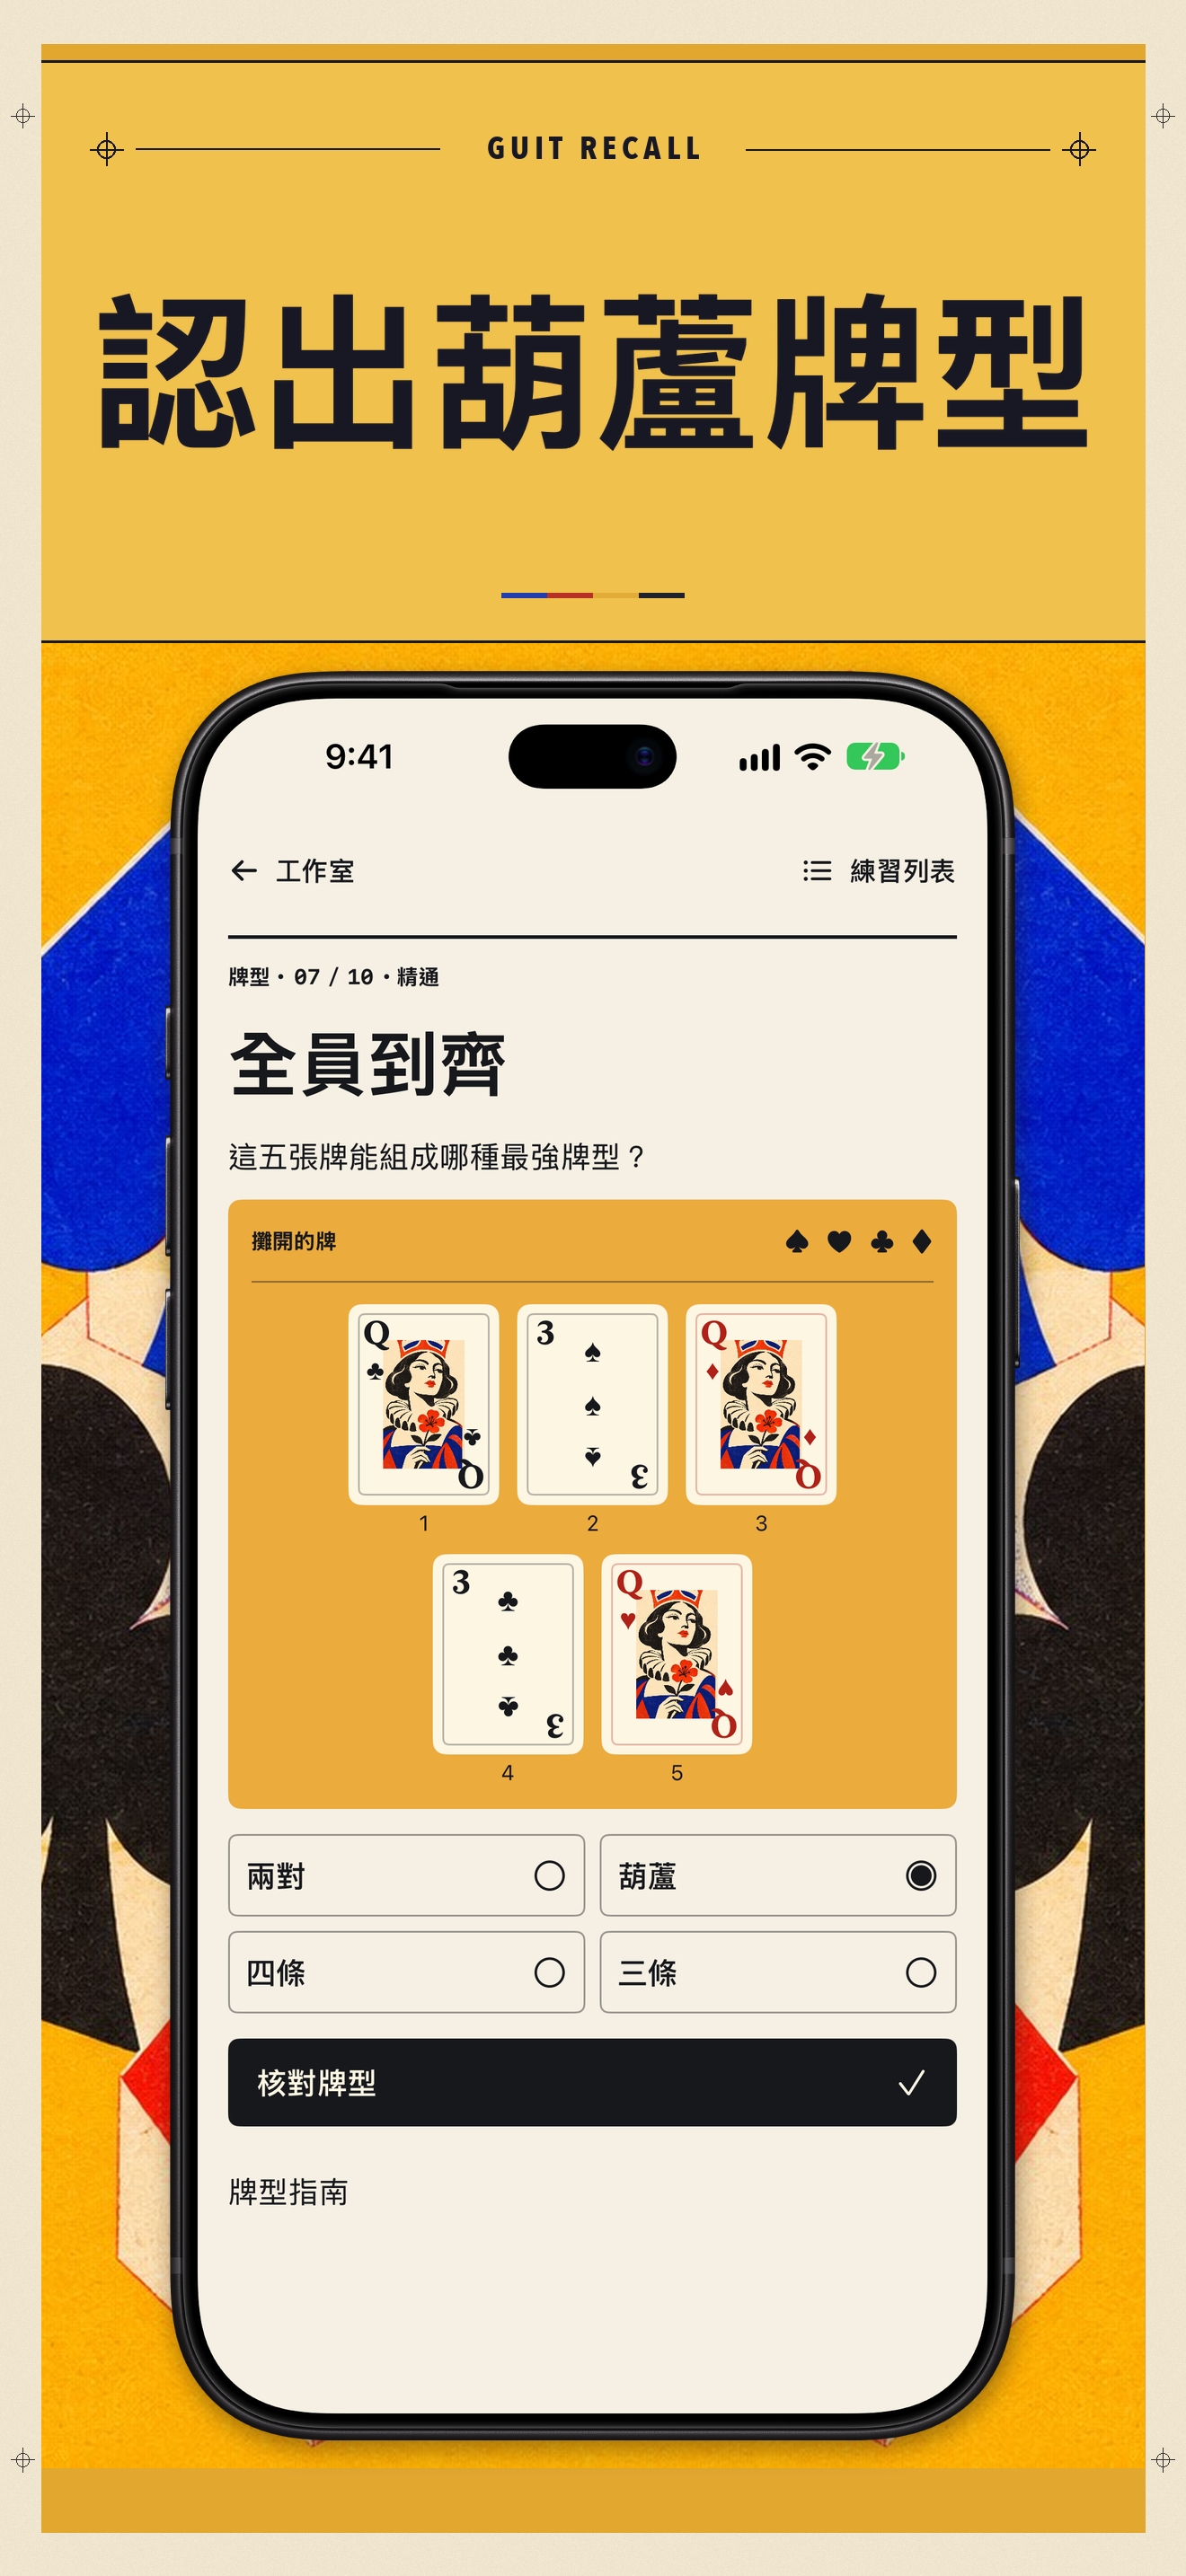 GUIT RECALL
認出葫蘆牌型
9:41
工作室
練習列表
牌型・07 / 10・精通
全員到齊
這五張牌能組成哪種最強牌型？
攤開的牌
Q 3 Q
Q 3 Q
1 2 3
3 Q
3 Q
4 5
兩對
葫蘆
四條
三條
核對牌型
牌型指南